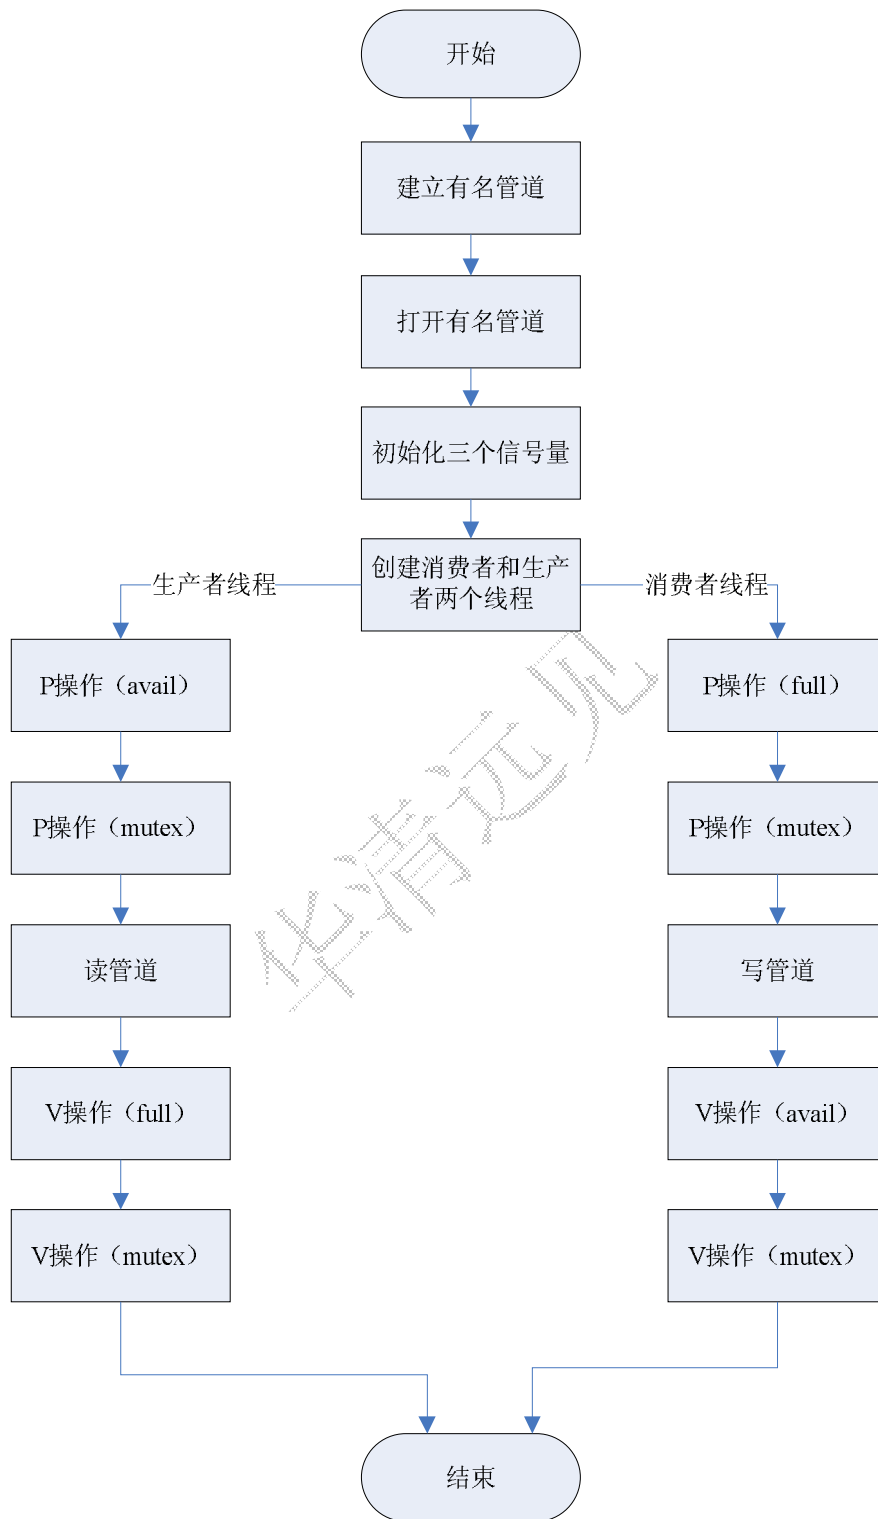 开始
建立有名管道
打开有名管道
初始化三个信号量
创建消费者和生产
者两个线程
生产者线程
消费者线程
P操作（avail）
P操作（full）
P操作（mutex）
P操作（mutex）
读管道
写管道
V操作（full）
V操作（avail）
V操作（mutex）
V操作（mutex）
结束
华清远见